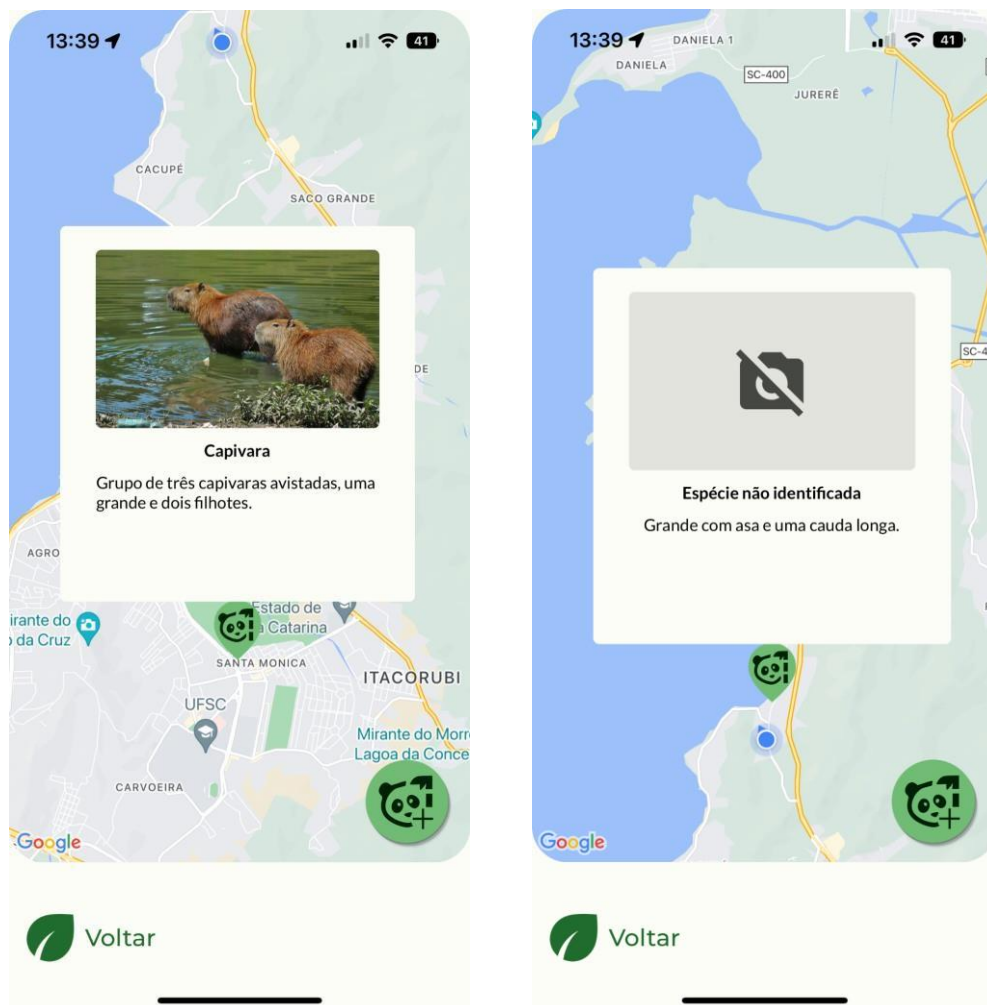 13:39
41
CACUPÉ
SACO GRANDE
DE
Capivara
Grupo de três capivaras avistadas, uma
grande e dois filhotes.
AGRO
irante do
da Cruz
Estado de
Catarina
SANTA MONICA
ITACORUBI
UFSC
Mirante do Morr
Lagoa da Conce
CARVOEIRA
Google
Voltar
13:39
41
DANIELA 1
DANIELA
SC-400
JURERÊ
SC-4
Espécie não identificada
Grande com asa e uma cauda longa.
Google
Voltar